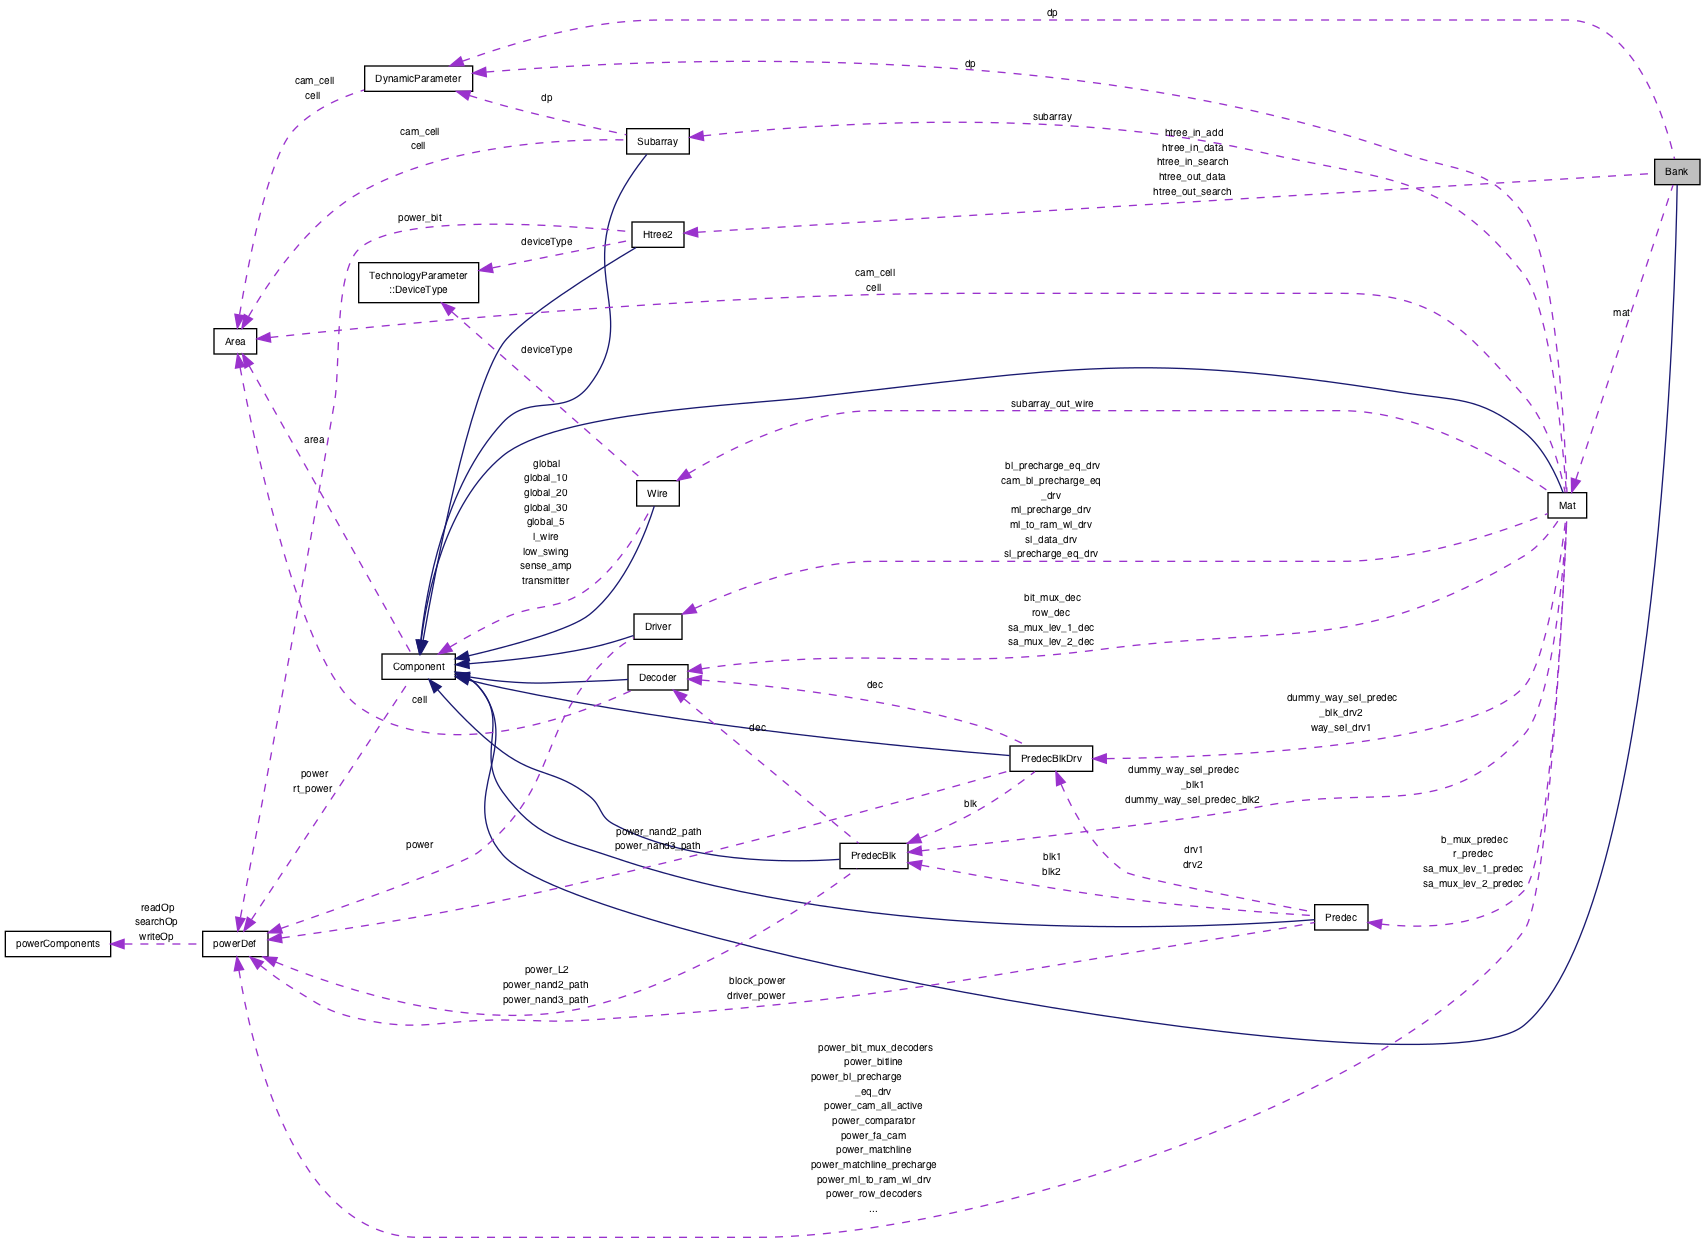 dp
dp
DynamicParameter
cam_cell
cell
dp
subarray
cam_cell
cell
Subarray
htree_in_add
htree_in_data
htree_in_search
htree_out_data
htree_out_search
Bank
power_bit
Htree2
deviceType
TechnologyParameter
::DeviceType
cam_cell
cell
mat
Area
deviceType
subarray_out_wire
area
global
global_10
global_20
global_30
global_5
l_wire
low_swing
sense_amp
transmitter
Wire
bl_precharge_eq_drv
cam_bl_precharge_eq
_drv
ml_precharge_drv
ml_to_ram_wl_drv
sl_data_drv
sl_precharge_eq_drv
Mat
Driver
bit_mux_dec
row_dec
sa_mux_lev_1_dec
sa_mux_lev_2_dec
Component
Decoder
cell
dec
dec
dummy_way_sel_predec
_blk_drv2
way_sel_drv1
PredecBlkDrv
power
rt_power
dummy_way_sel_predec
_blk1
dummy_way_sel_predec_blk2
blk
power
power_nand2_path
power_nand3_path
PredecBlk
blk1
blk2
drv1
drv2
b_mux_predec
r_predec
sa_mux_lev_1_predec
sa_mux_lev_2_predec
Predec
readOp
searchOp
writeOp
powerComponents
powerDef
power_L2
power_nand2_path
power_nand3_path
block_power
driver_power
power_bit_mux_decoders
power_bitline
power_bl_precharge
_eq_drv
power_cam_all_active
power_comparator
power_fa_cam
power_matchline
power_matchline_precharge
power_ml_to_ram_wl_drv
power_row_decoders
...